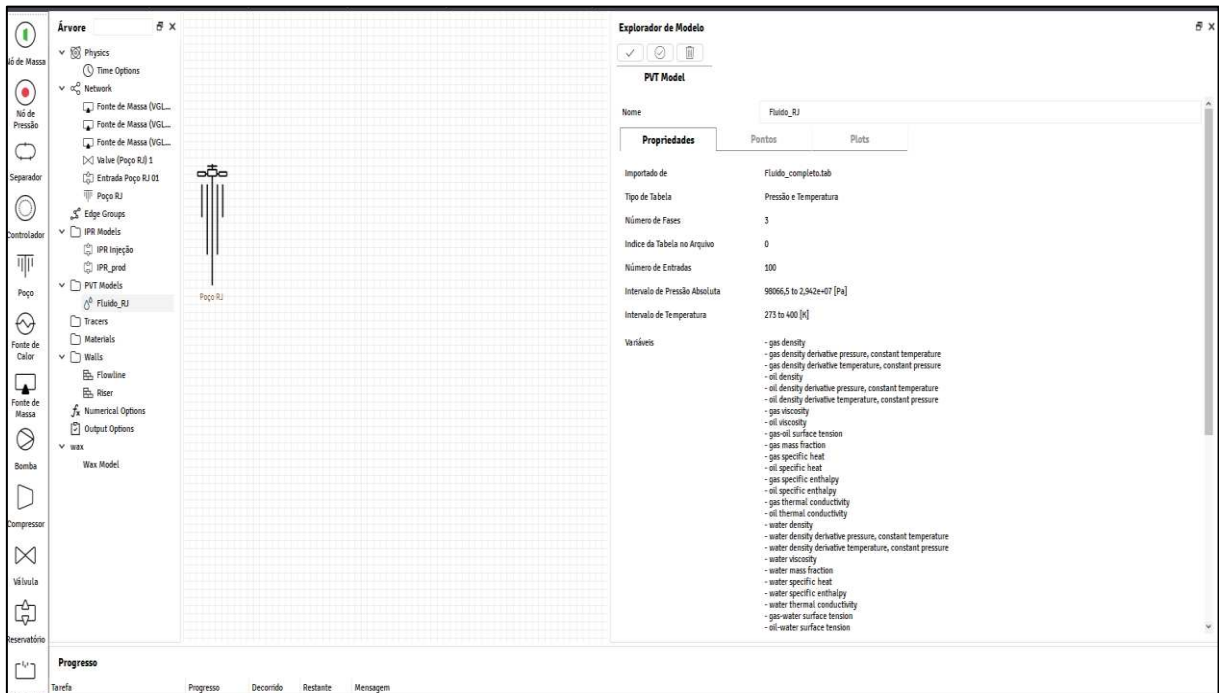 Nó de Massa
Nó de
Pressão
Separador
Controlador
Poço
Fonte de
Calor
Fonte de
Massa
Bomba
Compressor
Válvula
Reservatório
Árvore
Physics
Time Options
Network
Fonte de Massa (VGL...
Fonte de Massa (VGL...
Fonte de Massa (VGL...
Valve (Poço RJ) 1
Entrada Poço RJ 01
Poço RJ
Edge Groups
IPR Models
IPR Injeção
IPR_prod
PVT Models
Fluido_RJ
Tracers
Materials
Walls
Flowline
Riser
Numerical Options
Output Options
wax
Wax Model
Poço RJ
Explorador de Modelo
PVT Model
Nome Fluido_RJ
Propriedades Pontos Plots
Importado de Fluido_completo.tab
Tipo de Tabela Pressão e Temperatura
Número de Fases 3
Indice da Tabela no Arquivo 0
Número de Entradas 100
Intervalo de Pressão Absoluta 98066,5 to 2,942e+07 [Pa]
Intervalo de Temperatura 273 to 400 [K]
Variáveis - gas density
- gas density derivative pressure, constant temperature
- gas density derivative temperature, constant pressure
- oil density
- oil density derivative pressure, constant temperature
- oil density derivative temperature, constant pressure
- gas viscosity
- oil viscosity
- gas-oil surface tension
- gas mass fraction
- gas specific heat
- oil specific heat
- gas specific enthalpy
- oil specific enthalpy
- gas thermal conductivity
- oil thermal conductivity
- water density
- water density derivative pressure, constant temperature
- water density derivative temperature, constant pressure
- water viscosity
- water mass fraction
- water specific heat
- water specific enthalpy
- water thermal conductivity
- gas-water surface tension
- oil-water surface tension
Progresso
Tarefa Progresso Decorrido Restante Mensagem